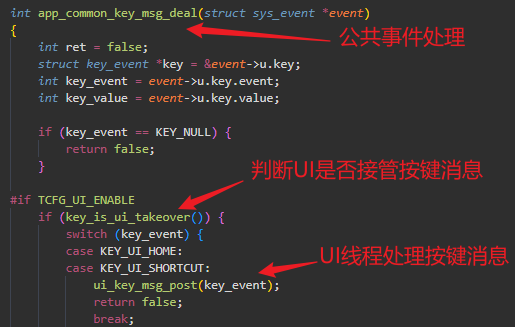 int app_common_key_msg_deal(struct sys_event *event)
{
公共事件处理
int ret = false;
struct key_event *key = &event->u.key;
int key_event = event->u.key.event;
int key_value = event->u.key.value;
if (key_event == KEY_NULL) {
return false;
}
判断UI是否接管按键消息
#if TCFG_UI_ENABLE
if (key_is_ui_takeover()) {
switch (key_event) {
case KEY_UI_HOME:
case KEY_UI_SHORTCUT:
UI线程处理按键消息
ui_key_msg_post(key_event);
return false;
break;